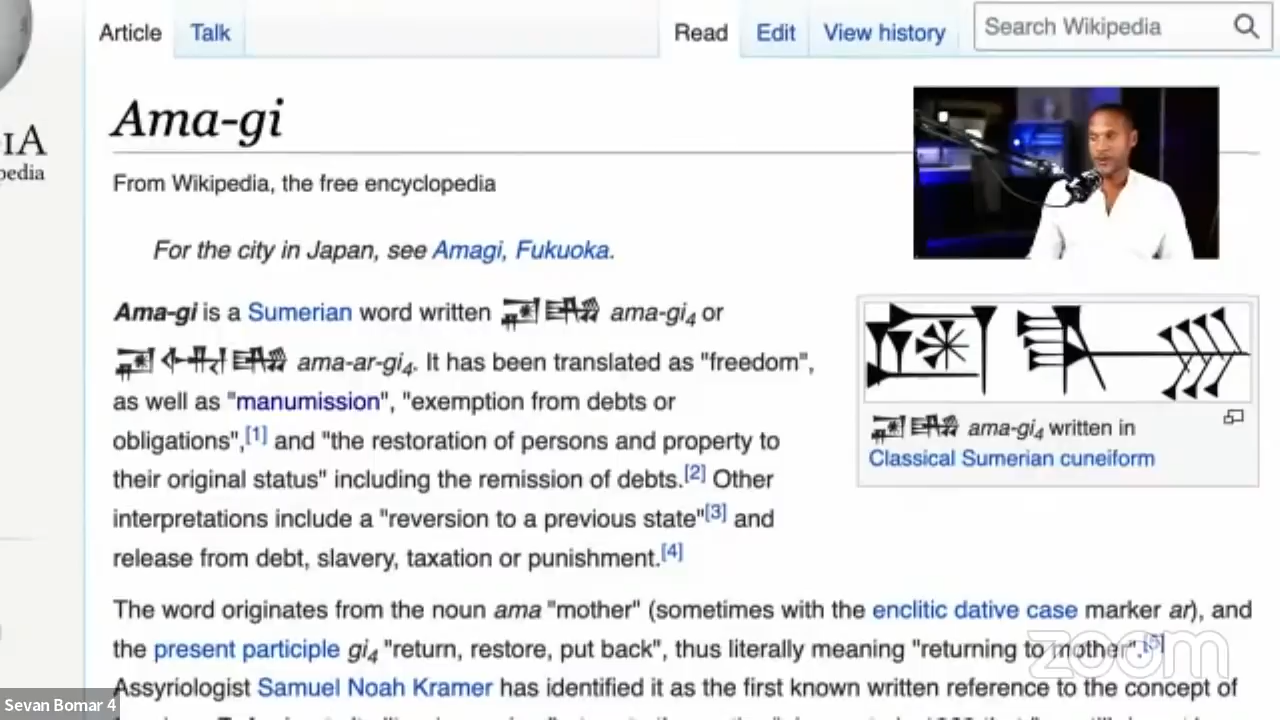 Article Talk Read Edit View history Search Wikipedia
Ama-gi
IA
pedia
From Wikipedia, the free encyclopedia
For the city in Japan, see Amagi, Fukuoka.
Ama-gi is a Sumerian word written 𒂼𒄄 ama-gi4 or
𒂼𒅈𒄄 ama-ar-gi4. It has been translated as "freedom",
as well as "manumission", "exemption from debts or
obligations",[1] and "the restoration of persons and property to
their original status" including the remission of debts.[2] Other
interpretations include a "reversion to a previous state"[3] and
release from debt, slavery, taxation or punishment.[4]
𒂼𒄄 ama-gi4 written in
Classical Sumerian cuneiform
The word originates from the noun ama "mother" (sometimes with the enclitic dative case marker ar), and
the present participle gi4 "return, restore, put back", thus literally meaning "returning to mother".[5]
Assyriologist Samuel Noah Kramer has identified it as the first known written reference to the concept of
zoom
Sevan Bomar 4